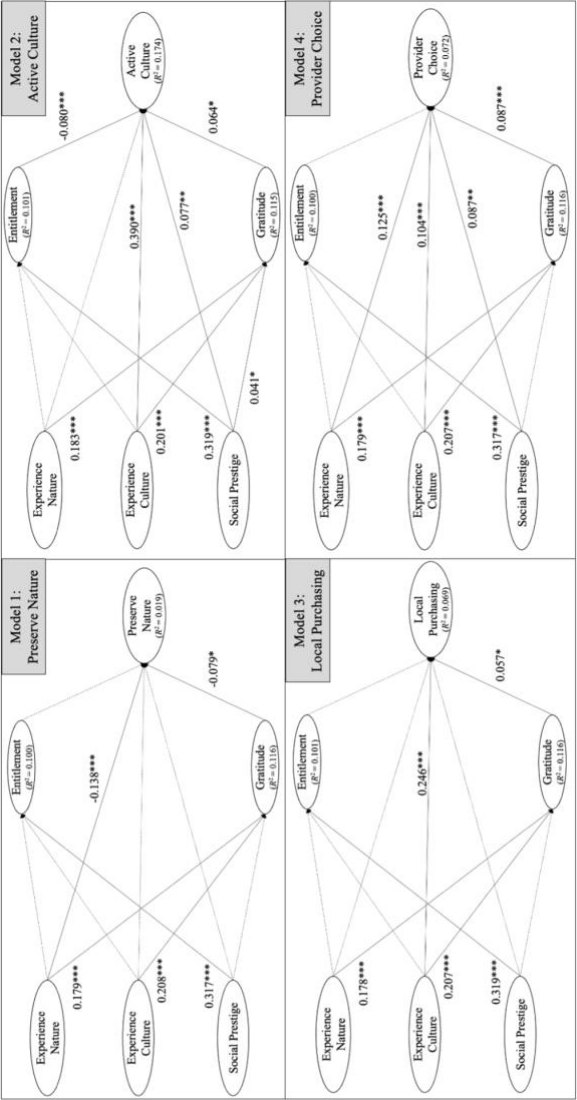 Model 1:
Preserve Nature
Entitlement
(R² = 0.100)
Experience
Nature
0.179***
-0.138***
Experience
Culture
0.208***
Preserve
Nature
(R² = 0.019)
Social Prestige
0.317***
-0.079*
Gratitude
(R² = 0.116)
Model 2:
Active Culture
Entitlement
(R² = 0.101)
-0.080***
Experience
Nature
0.183***
Experience
Culture
0.201***
0.390***
Active
Culture
(R² = 0.174)
0.077**
Social Prestige
0.319***
0.041*
0.064*
Gratitude
(R² = 0.115)
Model 3:
Local Purchasing
Entitlement
(R² = 0.101)
Experience
Nature
0.178***
Experience
Culture
0.207***
0.246***
Local
Purchasing
(R² = 0.069)
Social Prestige
0.319***
0.057*
Gratitude
(R² = 0.116)
Model 4:
Provider Choice
Entitlement
(R² = 0.100)
Experience
Nature
0.179***
0.125***
Experience
Culture
0.207***
0.104***
Provider
Choice
(R² = 0.072)
0.087**
Social Prestige
0.317***
0.087***
Gratitude
(R² = 0.116)